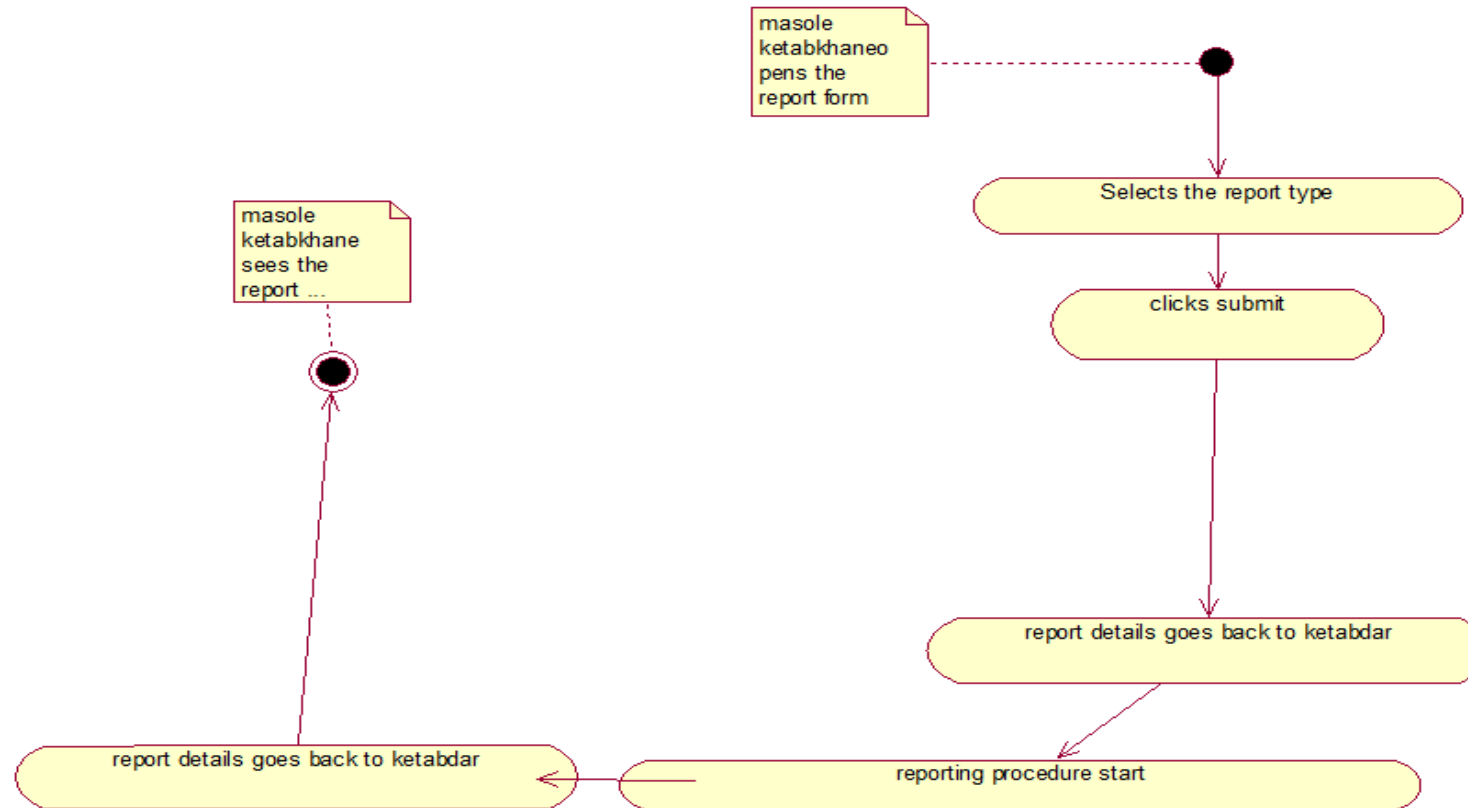 masole
ketabkhaneo
pens the
report form
Selects the report type
clicks submit
report details goes back to ketabdar
reporting procedure start
report details goes back to ketabdar
masole
ketabkhane
sees the
report ...